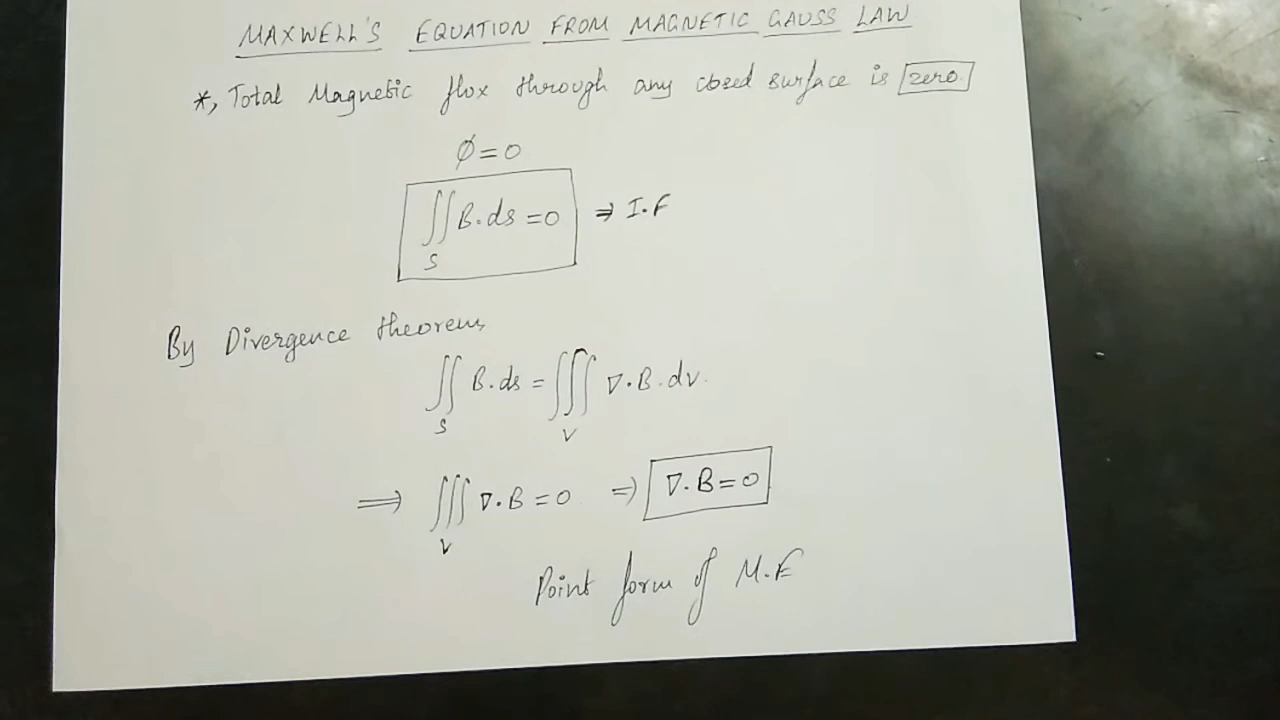 MAXWELL'S EQUATION FROM MAGNETIC GAUSS LAW
*, Total Magnetic flux through any closed surface is zero.
Ø=0
∬ B.ds =0 ⇒ I.F
S
By Divergence theorem,
∬ B.ds = ∭ ∇.B.dv.
S V
⟹ ∭ ∇.B=0 ⇒ ∇.B=0
V
Point form of M.E